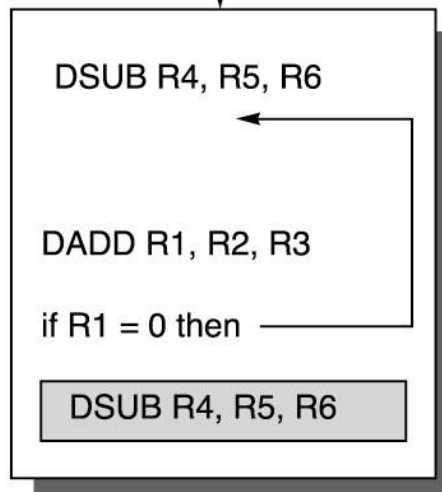 DSUB R4, R5, R6
DADD R1, R2, R3
if R1 = 0 then
DSUB R4, R5, R6